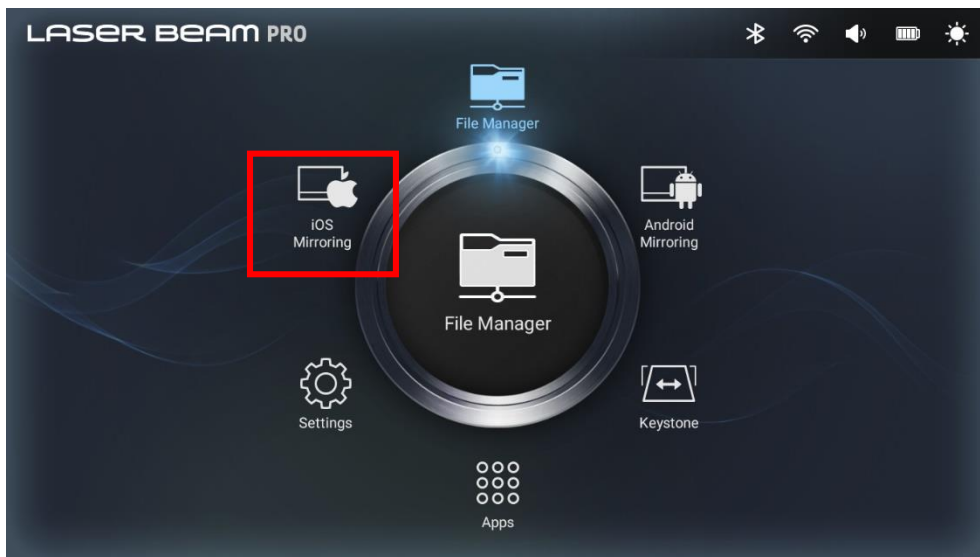 LASER BEAM PRO
File Manager
iOS
Mirroring
Android
Mirroring
File Manager
Settings
Keystone
Apps